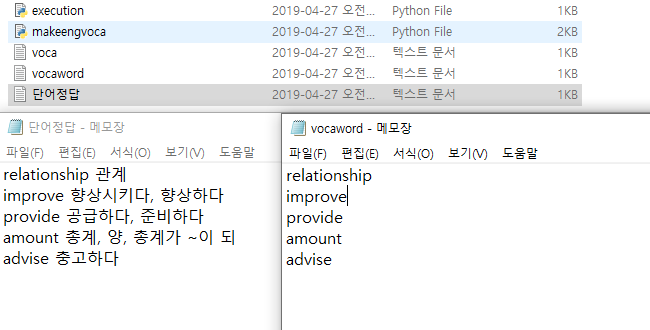 execution 2019-04-27 오전... Python File 1KB
makeengvoca 2019-04-27 오전... Python File 2KB
voca 2019-04-27 오전... 텍스트 문서 1KB
vocaword 2019-04-27 오전... 텍스트 문서 1KB
단어정답 2019-04-27 오전... 텍스트 문서 1KB
단어정답 - 메모장
파일(F) 편집(E) 서식(O) 보기(V) 도움말
relationship 관계
improve 향상시키다, 향상하다
provide 공급하다, 준비하다
amount 총계, 양, 총계가 ~이 되
advise 충고하다
vocaword - 메모장
파일(F) 편집(E) 서식(O) 보기(V) 도움말
relationship
improve
provide
amount
advise